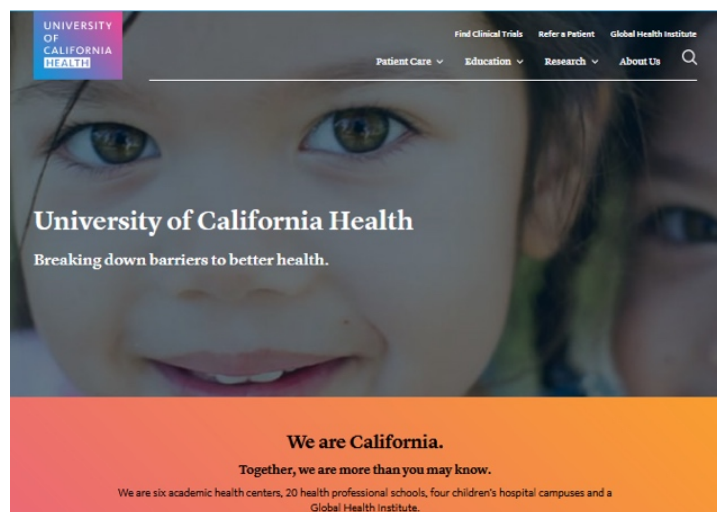 UNIVERSITY
OF
CALIFORNIA
HEALTH
Find Clinical Trials Refer a Patient Global Health Institute
Patient Care Education Research About Us
University of California Health
Breaking down barriers to better health.
We are California.
Together, we are more than you may know.
We are six academic health centers, 20 health professional schools, four children's hospital campuses and a
Global Health Institute.